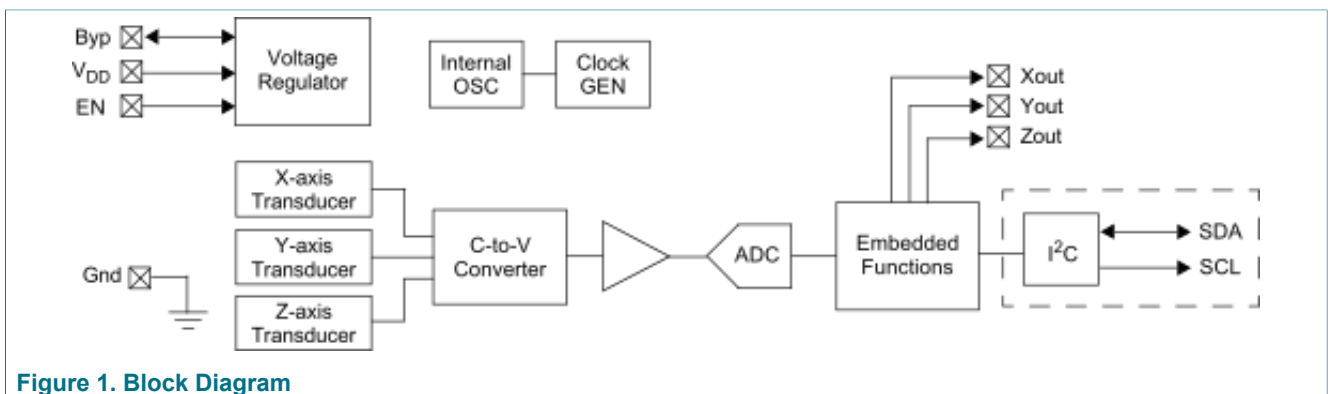 Byp
V_DD
EN
Voltage
Regulator
Internal
OSC
Clock
GEN
Xout
Yout
Zout
X-axis
Transducer
Y-axis
Transducer
Z-axis
Transducer
Gnd
C-to-V
Converter
ADC
Embedded
Functions
I²C
SDA
SCL
Figure 1. Block Diagram